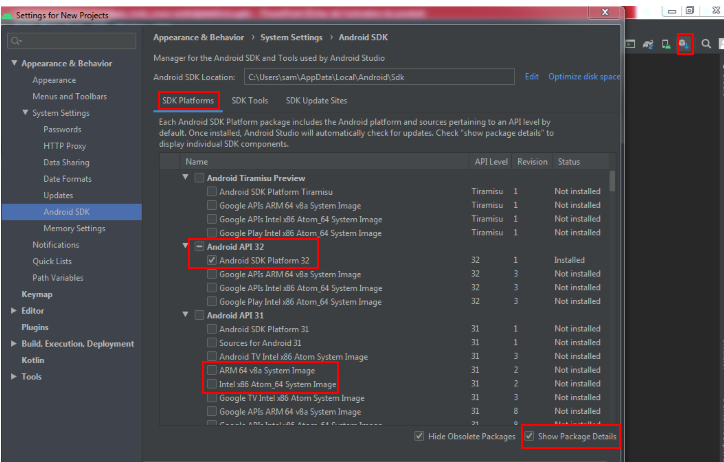 Settings for New Projects
Appearance & Behavior
Appearance
Menus and Toolbars
System Settings
Passwords
HTTP Proxy
Data Sharing
Date Formats
Updates
Android SDK
Memory Settings
Notifications
Quick Lists
Path Variables
Keymap
Editor
Plugins
Build, Execution, Deployment
Kotlin
Tools
Appearance & Behavior > System Settings > Android SDK
Manager for the Android SDK and Tools used by Android Studio
Android SDK Location: C:\Users\sam\AppData\Local\Android\Sdk Edit Optimize disk space
SDK Platforms SDK Tools SDK Update Sites
Each Android SDK Platform package includes the Android platform and sources pertaining to an API level by
default. Once installed, Android Studio will automatically check for updates. Check "show package details" to
display individual SDK components.
Name API Level Revision Status
Android Tiramisu Preview
Android SDK Platform Tiramisu Tiramisu 1 Not installed
Google APIs ARM 64 v8a System Image Tiramisu 1 Not installed
Google APIs Intel x86 Atom_64 System Image Tiramisu 1 Not installed
Google Play Intel x86 Atom_64 System Image Tiramisu 1 Not installed
Android API 32
Android SDK Platform 32 32 1 Installed
Google APIs ARM 64 v8a System Image 32 3 Not installed
Google APIs Intel x86 Atom_64 System Image 32 3 Not installed
Google Play Intel x86 Atom_64 System Image 32 3 Not installed
Android API 31
Android SDK Platform 31 31 1 Not installed
Sources for Android 31 31 1 Not installed
Android TV Intel x86 Atom System Image 31 3 Not installed
ARM 64 v8a System Image 31 2 Not installed
Intel x86 Atom_64 System Image 31 2 Not installed
Google TV Intel x86 Atom System Image 31 3 Not installed
Google APIs ARM 64 v8a System Image 31 8 Not installed
Hide Obsolete Packages Show Package Details